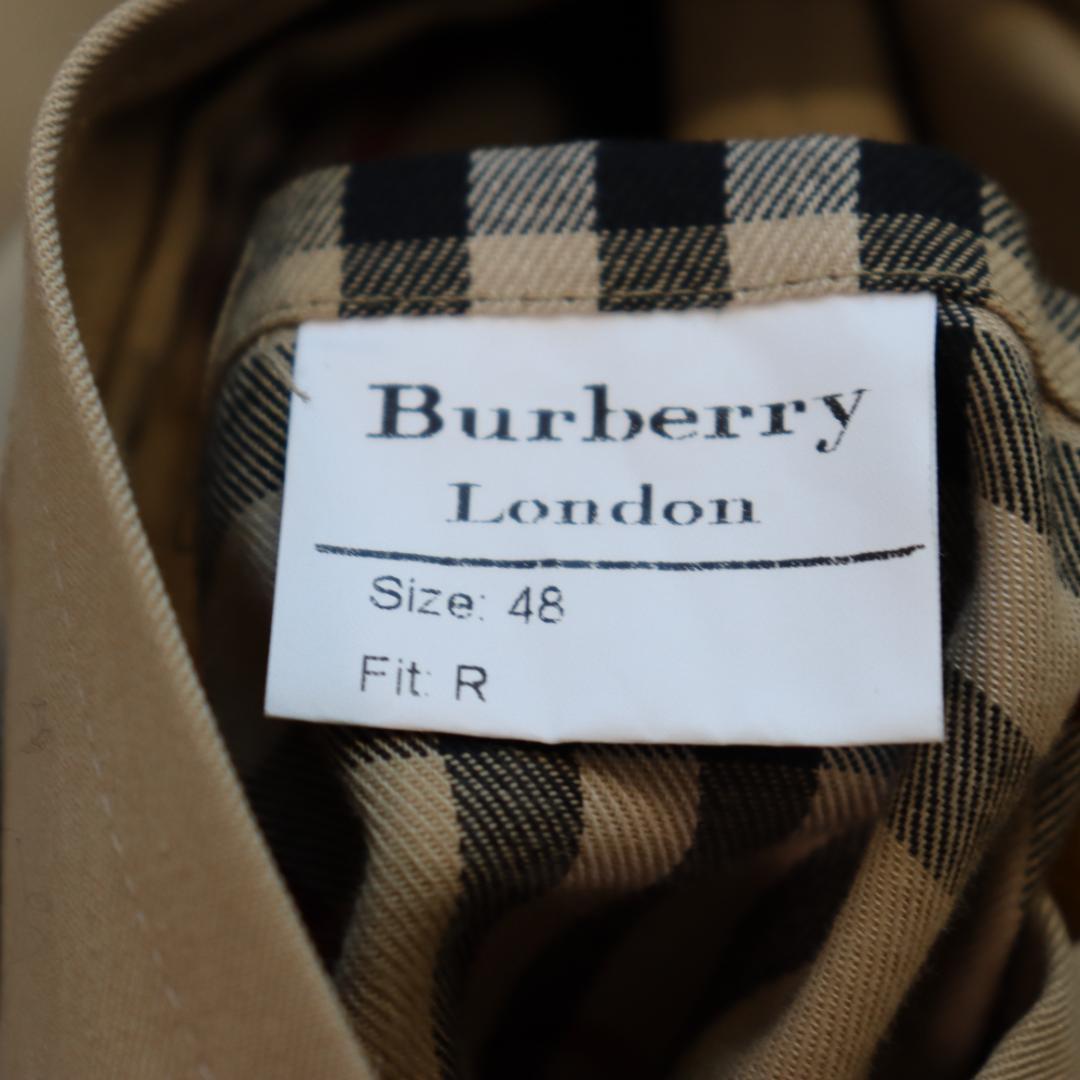 Burberry
London
Size: 48
Fit: R